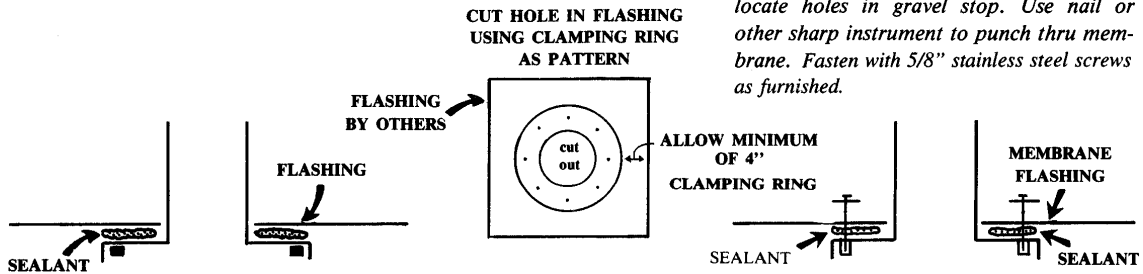 CUT HOLE IN FLASHING
USING CLAMPING RING
AS PATTERN
FLASHING
BY OTHERS
cut
out
ALLOW MINIMUM
OF 4"
CLAMPING RING
FLASHING
SEALANT
locate holes in gravel stop. Use nail or
other sharp instrument to punch thru mem-
brane. Fasten with 5/8" stainless steel screws
as furnished.
MEMBRANE
FLASHING
SEALANT
SEALANT